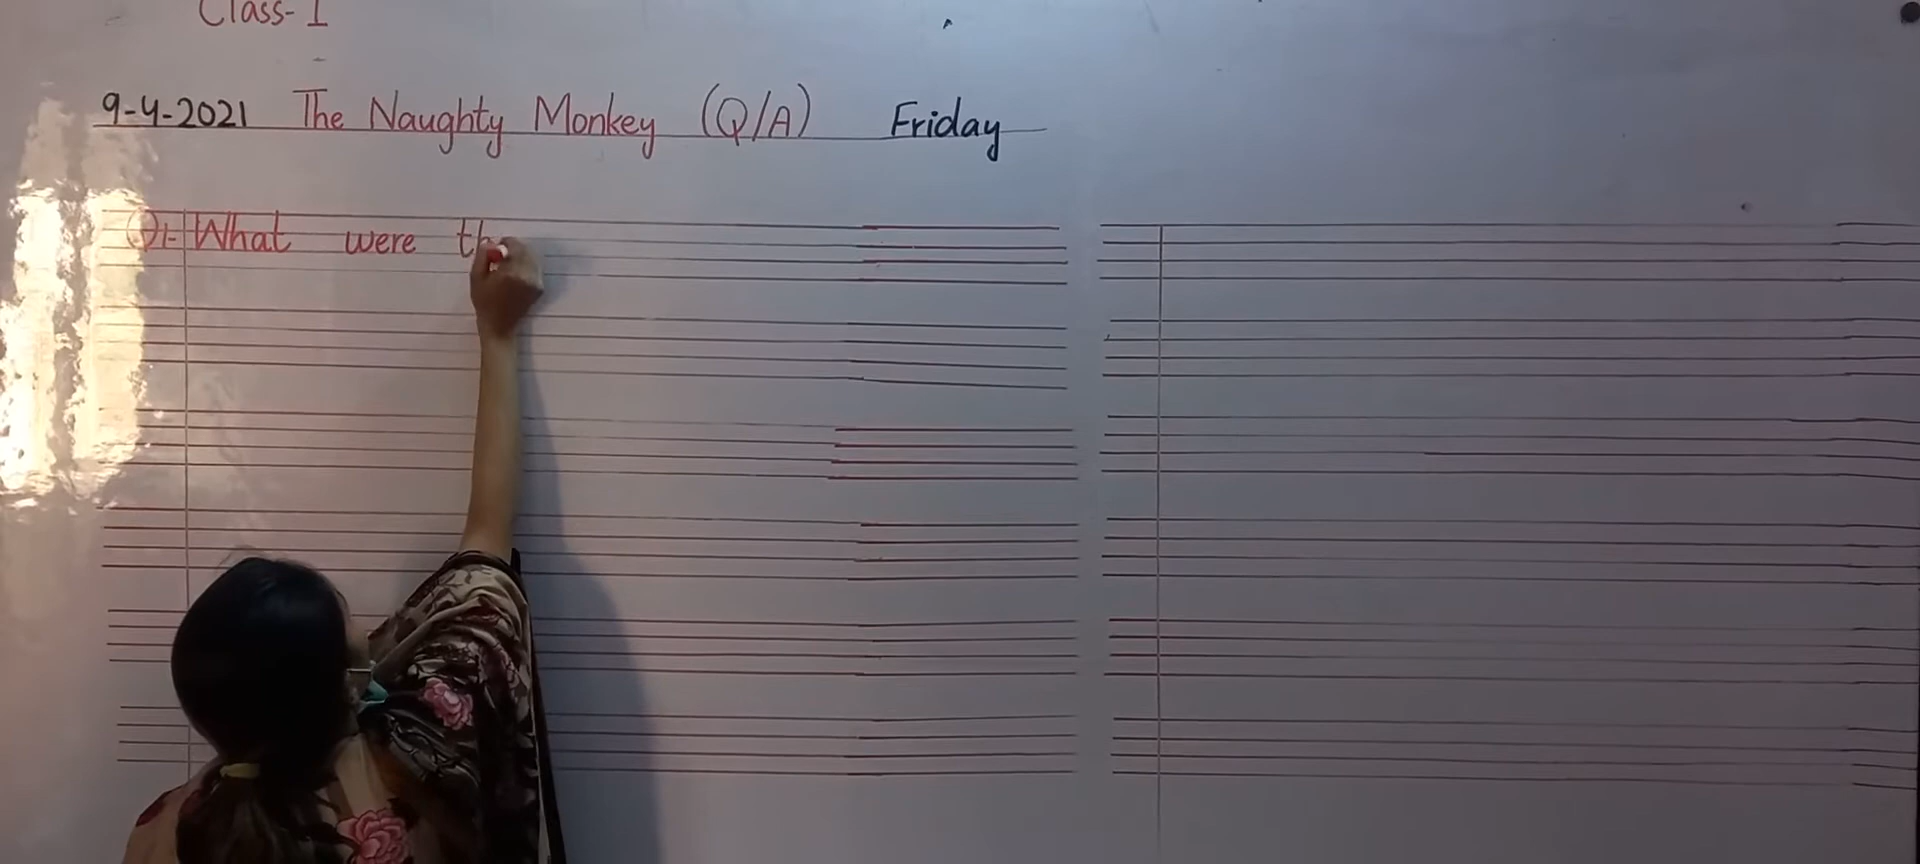 Class- I
9-4-2021 The Naughty Monkey (Q/A) Friday
Q1- What were th